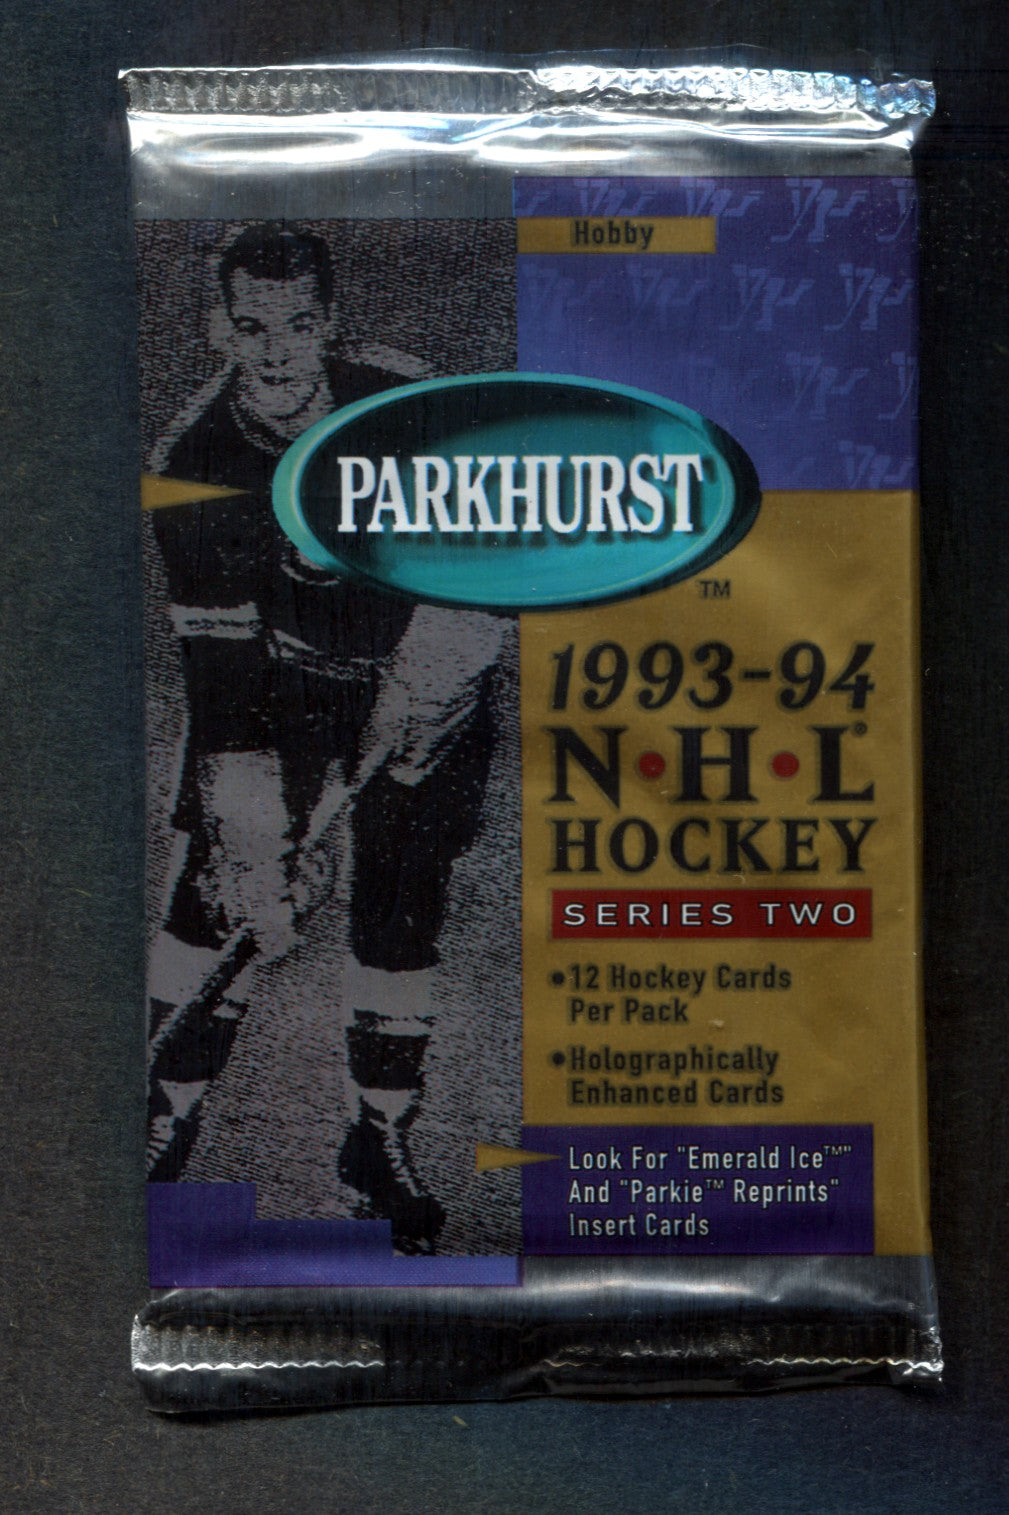 Hobby
PARKHURST
TM
1993-94
N•H•L®
HOCKEY
SERIES TWO
•12 Hockey Cards
Per Pack
•Holographically
Enhanced Cards
Look For "Emerald Ice™"
And "Parkie™ Reprints"
Insert Cards